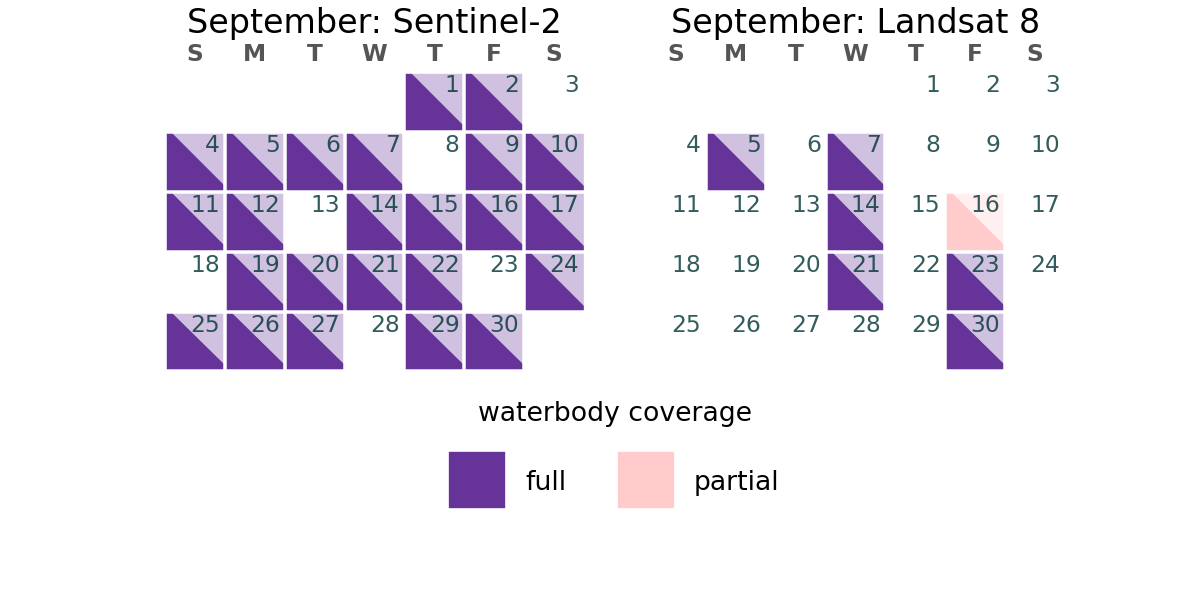 September: Sentinel-2
S M T W T F S
1 2 3
4 5 6 7 8 9 10
11 12 13 14 15 16 17
18 19 20 21 22 23 24
25 26 27 28 29 30
September: Landsat 8
S M T W T F S
1 2 3
4 5 6 7 8 9 10
11 12 13 14 15 16 17
18 19 20 21 22 23 24
25 26 27 28 29 30
waterbody coverage
full partial